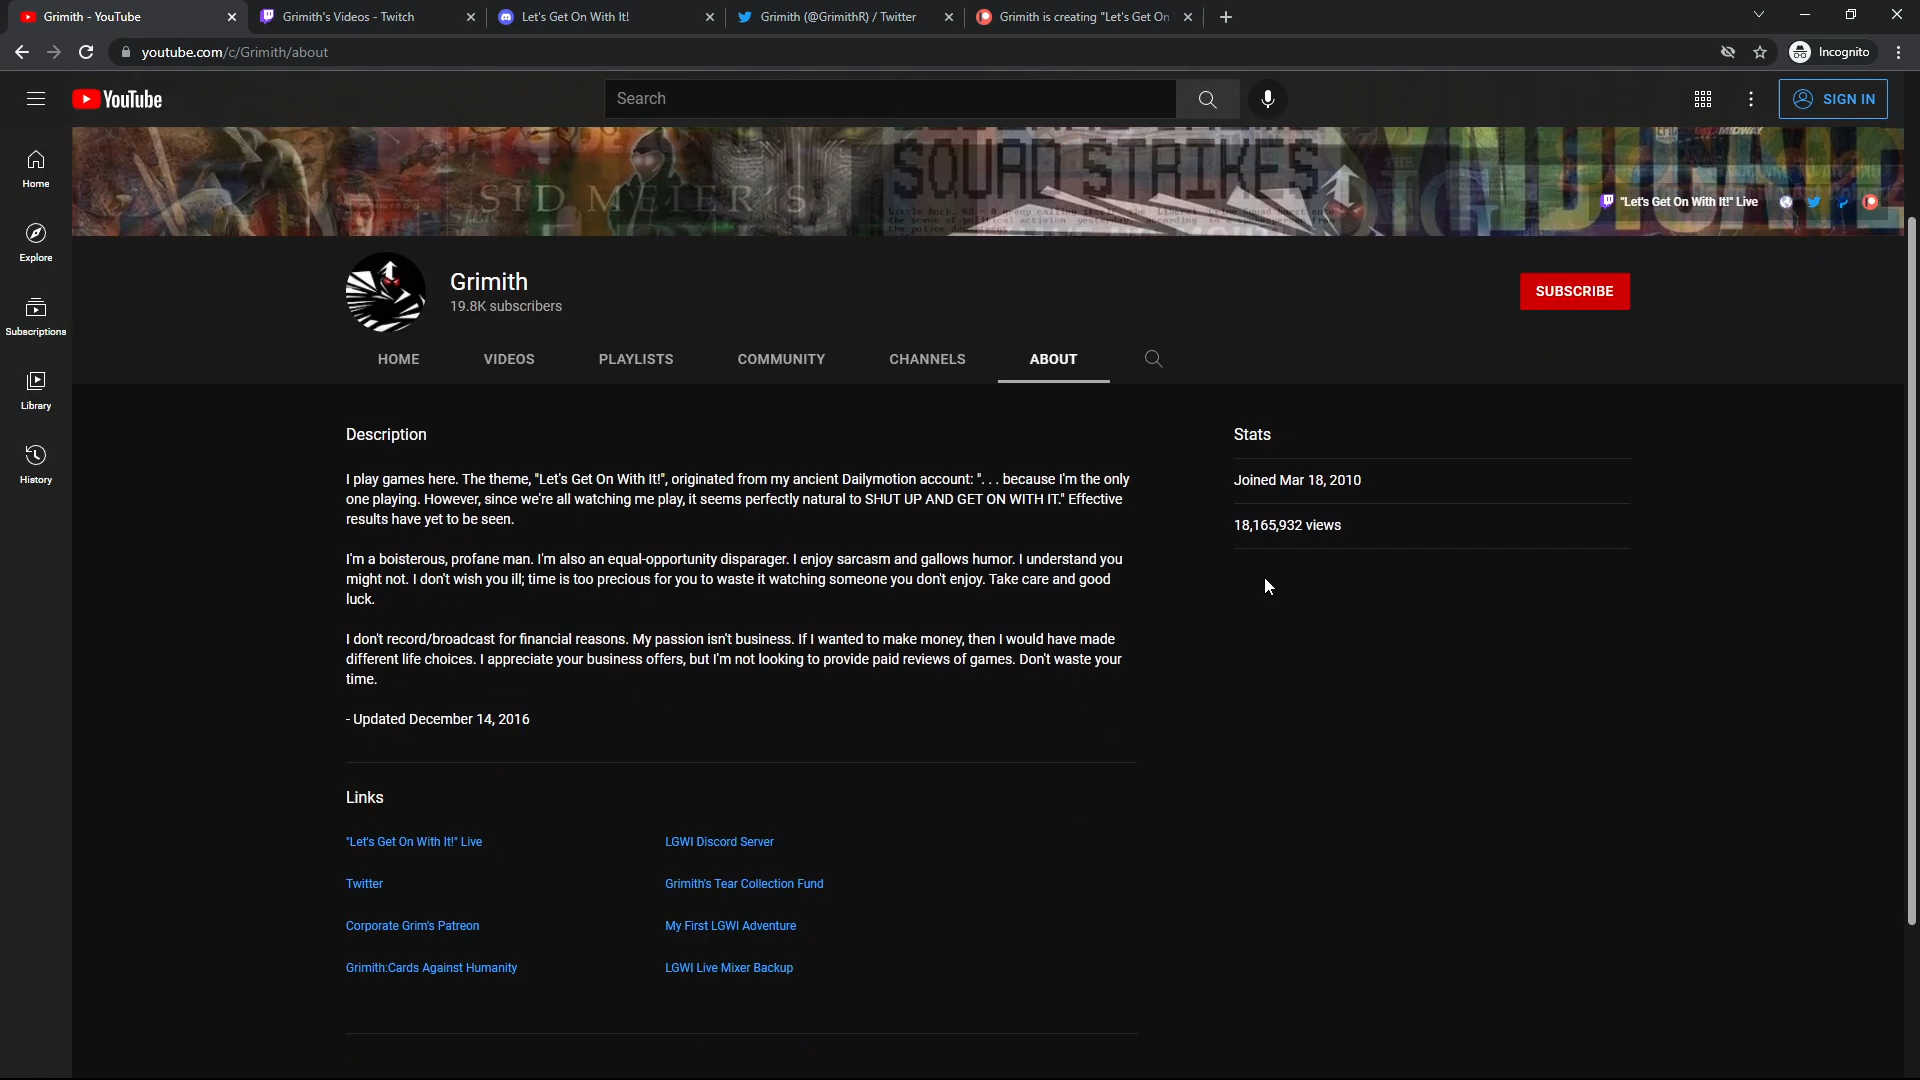 Grimith - YouTube
Grimith's Videos - Twitch
Let's Get On With It!
Grimith (@GrimithR) / Twitter
Grimith is creating "Let's Get On
youtube.com/c/Grimith/about
Incognito
YouTube
Search
SIGN IN
SID MEIER'S
SQUAD STRIKES
MIDWAY
"Let's Get On With It!" Live
Home
Explore
Subscriptions
Library
History
Grimith
19.8K subscribers
SUBSCRIBE
HOME
VIDEOS
PLAYLISTS
COMMUNITY
CHANNELS
ABOUT
Description
I play games here. The theme, "Let's Get On With It!", originated from my ancient Dailymotion account: ". . . because I'm the only
one playing. However, since we're all watching me play, it seems perfectly natural to SHUT UP AND GET ON WITH IT." Effective
results have yet to be seen.
I'm a boisterous, profane man. I'm also an equal-opportunity disparager. I enjoy sarcasm and gallows humor. I understand you
might not. I don't wish you ill; time is too precious for you to waste it watching someone you don't enjoy. Take care and good
luck.
I don't record/broadcast for financial reasons. My passion isn't business. If I wanted to make money, then I would have made
different life choices. I appreciate your business offers, but I'm not looking to provide paid reviews of games. Don't waste your
time.
- Updated December 14, 2016
Stats
Joined Mar 18, 2010
18,165,932 views
Links
"Let's Get On With It!" Live
LGWI Discord Server
Twitter
Grimith's Tear Collection Fund
Corporate Grim's Patreon
My First LGWI Adventure
Grimith:Cards Against Humanity
LGWI Live Mixer Backup